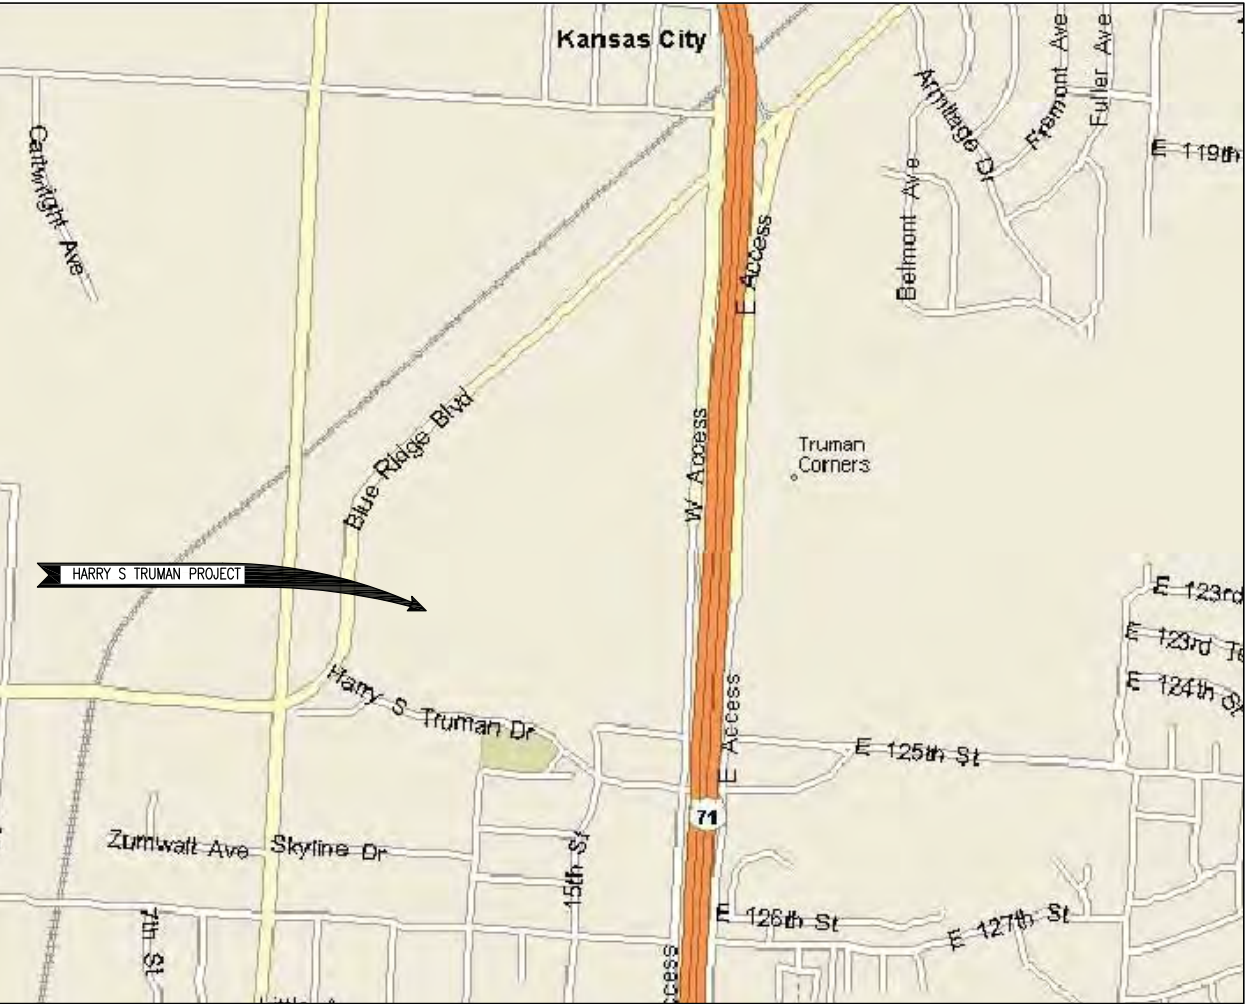 Kansas City
Armitage Dr
Fremont Ave
Fuller Ave
E 119th
Cartwright Ave
Belmont Ave
E Access
Blue Ridge Blvd
W Access
Truman
Corners
HARRY S TRUMAN PROJECT
E 123rd
E 123rd Te
E 124th St
Harry S Truman Dr
E Access
E 125th St
71
Zumwalt Ave
Skyline Dr
15th St
7th St
E 126th St
E 127th St
ccess